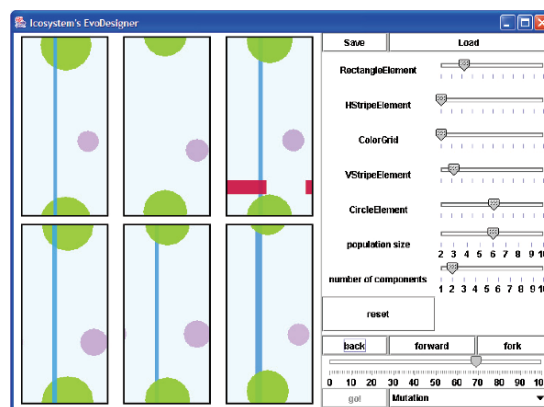 Icosystem's EvoDesigner
Save Load
RectangleElement
HStripeElement
ColorGrid
VStripeElement
CircleElement
population size
2 3 4 5 6 7 8 9 10
number of components
1 2 3 4 5 6 7 8 9 10
reset
back forward fork
0 10 20 30 40 50 60 70 80 90 100
go! Mutation